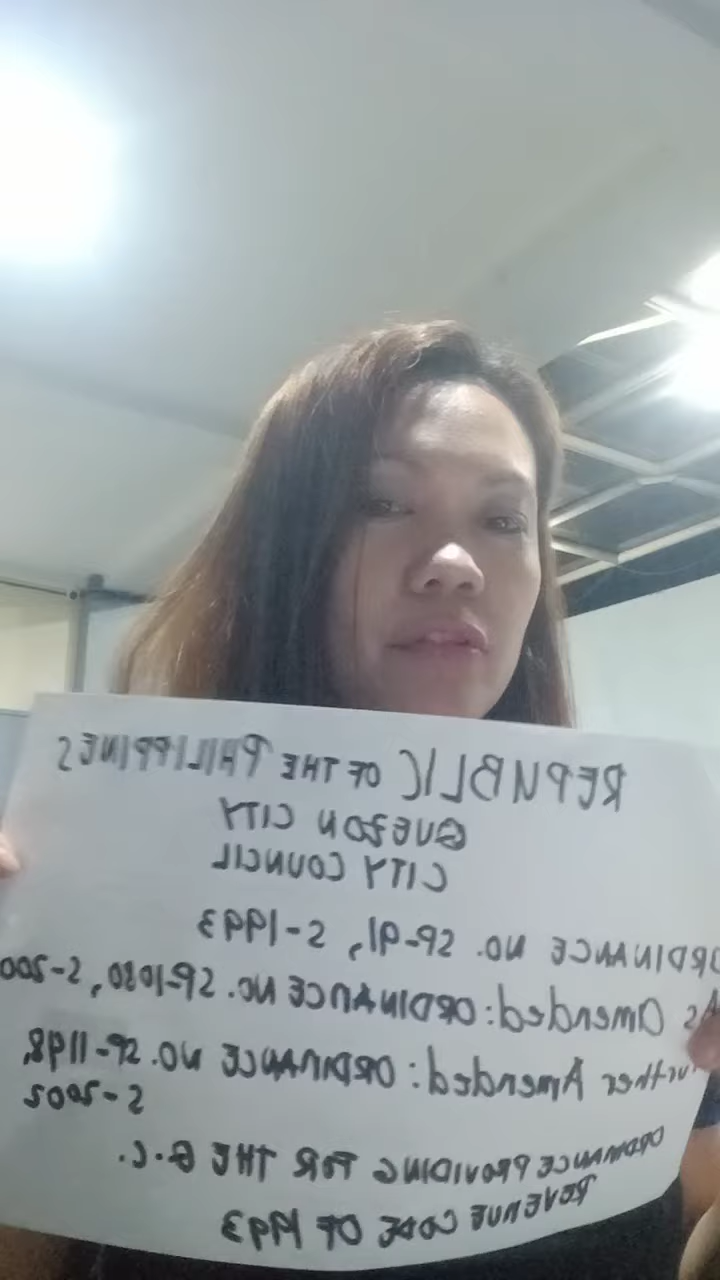 REPUBLIC OF THE PHILIPPINES
QUEZON CITY
CITY COUNCIL
ORDINANCE NO. SP-91, S-1993
As Amended: ORDINANCE NO. SP-1080, S-200
Further Amended: ORDINANCE NO. SP-1198,
S-2002
ORDINANCE PROVIDING FOR THE Q.C.
REVENUE CODE OF 1993